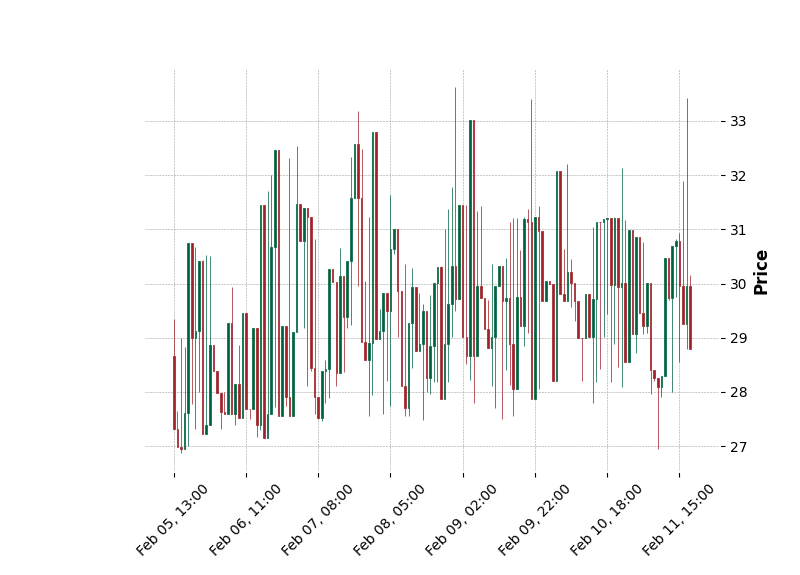 33
32
31
30
29
28
27
Price
Feb 05, 13:00
Feb 06, 11:00
Feb 07, 08:00
Feb 08, 05:00
Feb 09, 02:00
Feb 09, 22:00
Feb 10, 18:00
Feb 11, 15:00